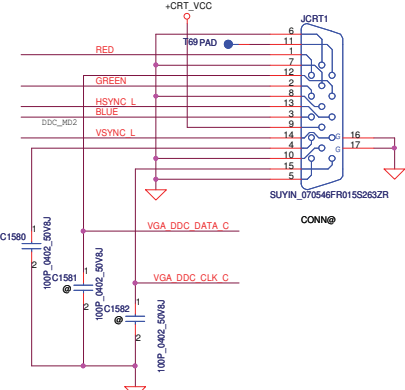 +CRT_VCC
JCRT1
6
T69 PAD
11
RED
1
7
12
GREEN
2
8
HSYNC_L
13
BLUE
3
DDC_MD2
9
VSYNC_L
14
G
16
4
G
17
10
15
5
SUYIN_070546FR015S263ZR
CONN@
VGA_DDC_DATA_C
C1580
1
2
100P_0402_50V8J
VGA_DDC_CLK_C
C1581
@
1
2
100P_0402_50V8J
C1582
@
1
2
100P_0402_50V8J